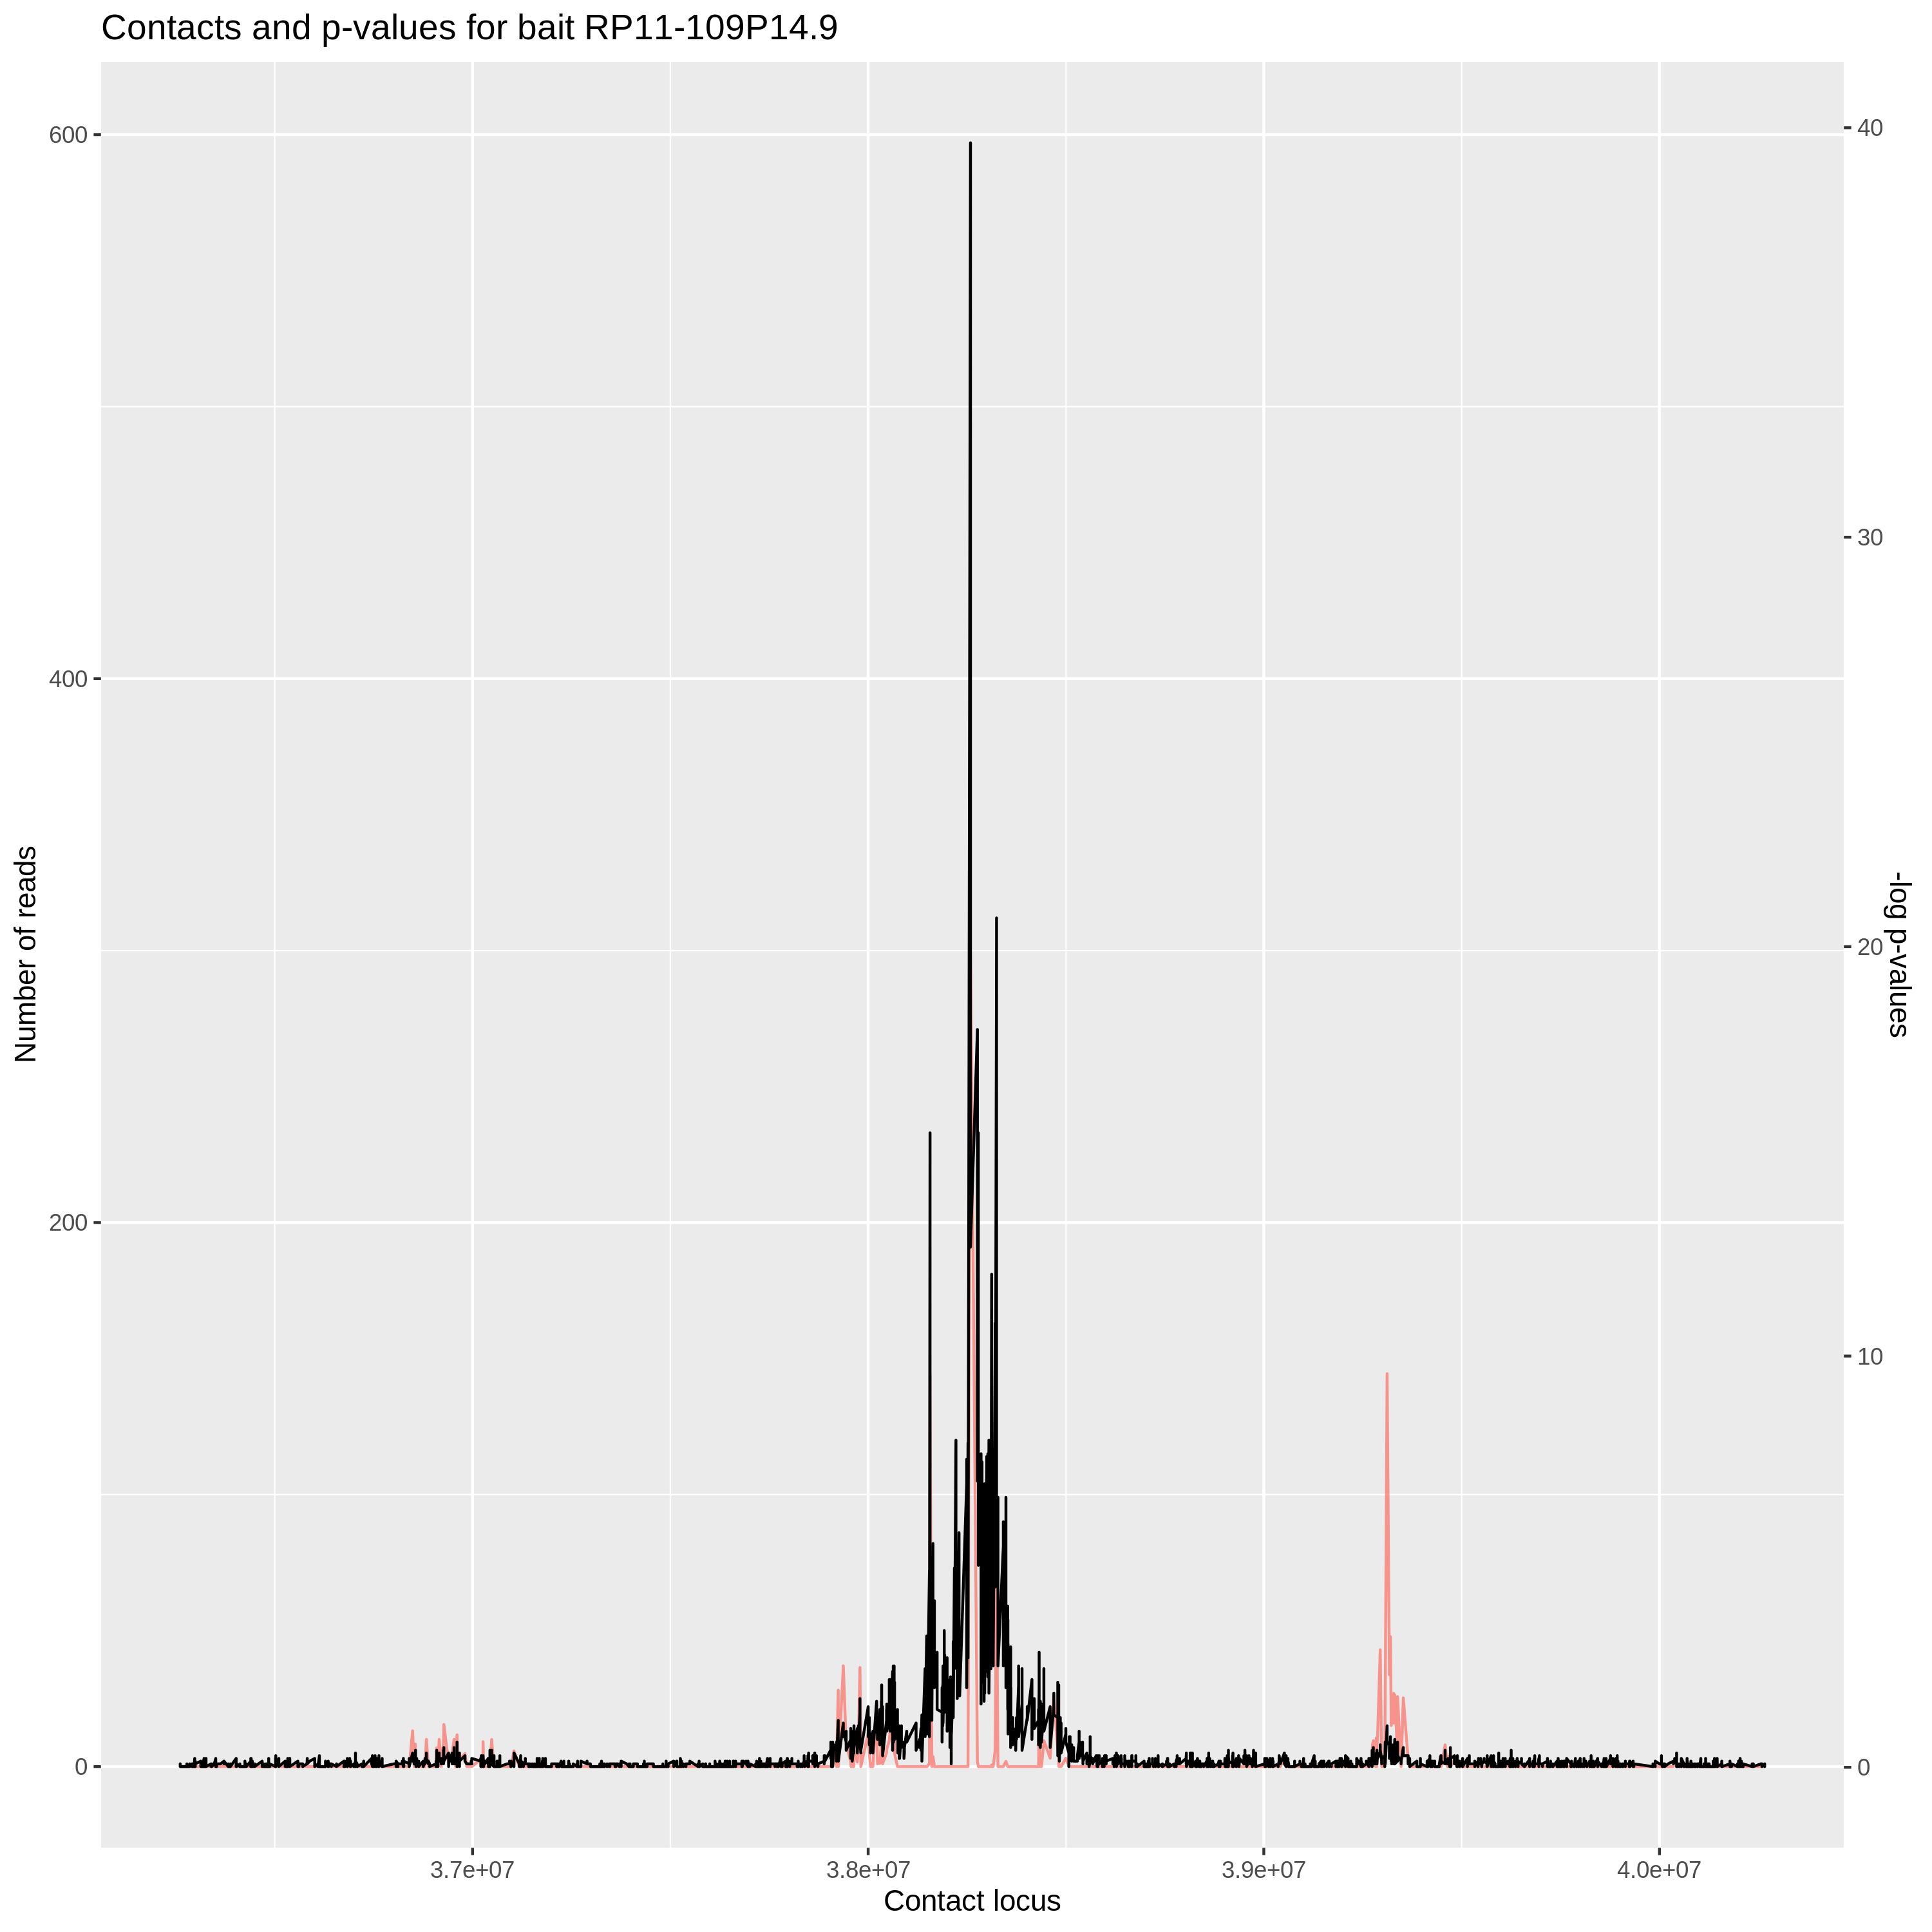 Contacts and p-values for bait RP11-109P14.9
600
400
200
0
Number of reads
40
30
20
10
0
-log p-values
3.7e+07
3.8e+07
3.9e+07
4.0e+07
Contact locus